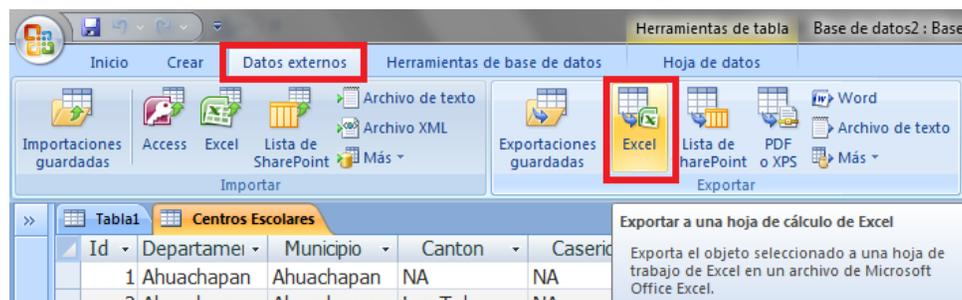 Herramientas de tabla Base de datos2 : Base
Inicio Crear Datos externos Herramientas de base de datos Hoja de datos
Importaciones guardadas
Access
Excel
Lista de SharePoint
Archivo de texto
Archivo XML
Más
Importar
Exportaciones guardadas
Excel
Lista de
harePoint
PDF o XPS
Word
Archivo de texto
Más
Exportar
Tabla1 Centros Escolares
Id Departamei Municipio Canton Caseric
1 Ahuachapan Ahuachapan NA NA
Exportar a una hoja de cálculo de Excel
Exporta el objeto seleccionado a una hoja de
trabajo de Excel en un archivo de Microsoft
Office Excel.